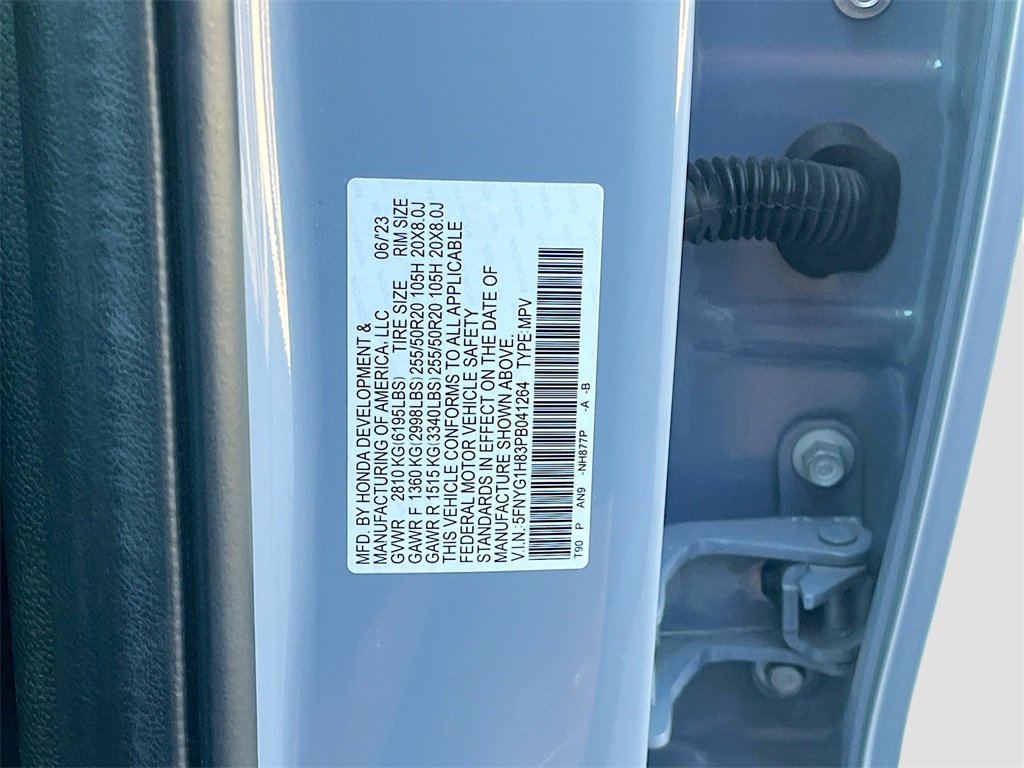 MFD. BY HONDA DEVELOPMENT &
MANUFACTURING OF AMERICA, LLC 06/23
GVWR 2810 KG(6195LBS) TIRE SIZE RIM SIZE
GAWR F 1360 KG(2998LBS)255/50R20 105H 20X8.0J
GAWR R 1515 KG(3340LBS)255/50R20 105H 20X8.0J
THIS VEHICLE CONFORMS TO ALL APPLICABLE
FEDERAL MOTOR VEHICLE SAFETY
STANDARDS IN EFFECT ON THE DATE OF
MANUFACTURE SHOWN ABOVE.
V.I.N.:5FNYG1H83PB041264 TYPE:MPV
T90 P AN9 -NH877P -A -B